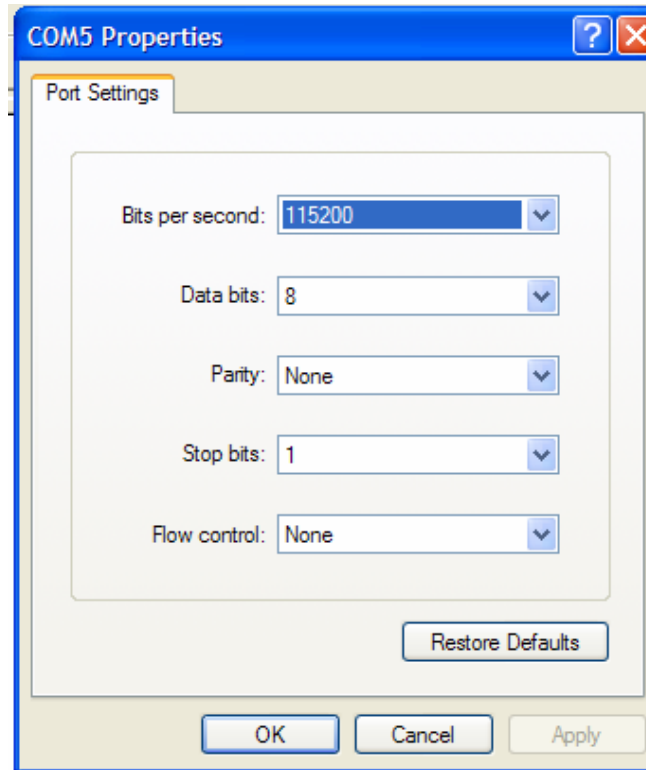 COM5 Properties
Port Settings
Bits per second: 115200
Data bits: 8
Parity: None
Stop bits: 1
Flow control: None
Restore Defaults
OK Cancel Apply